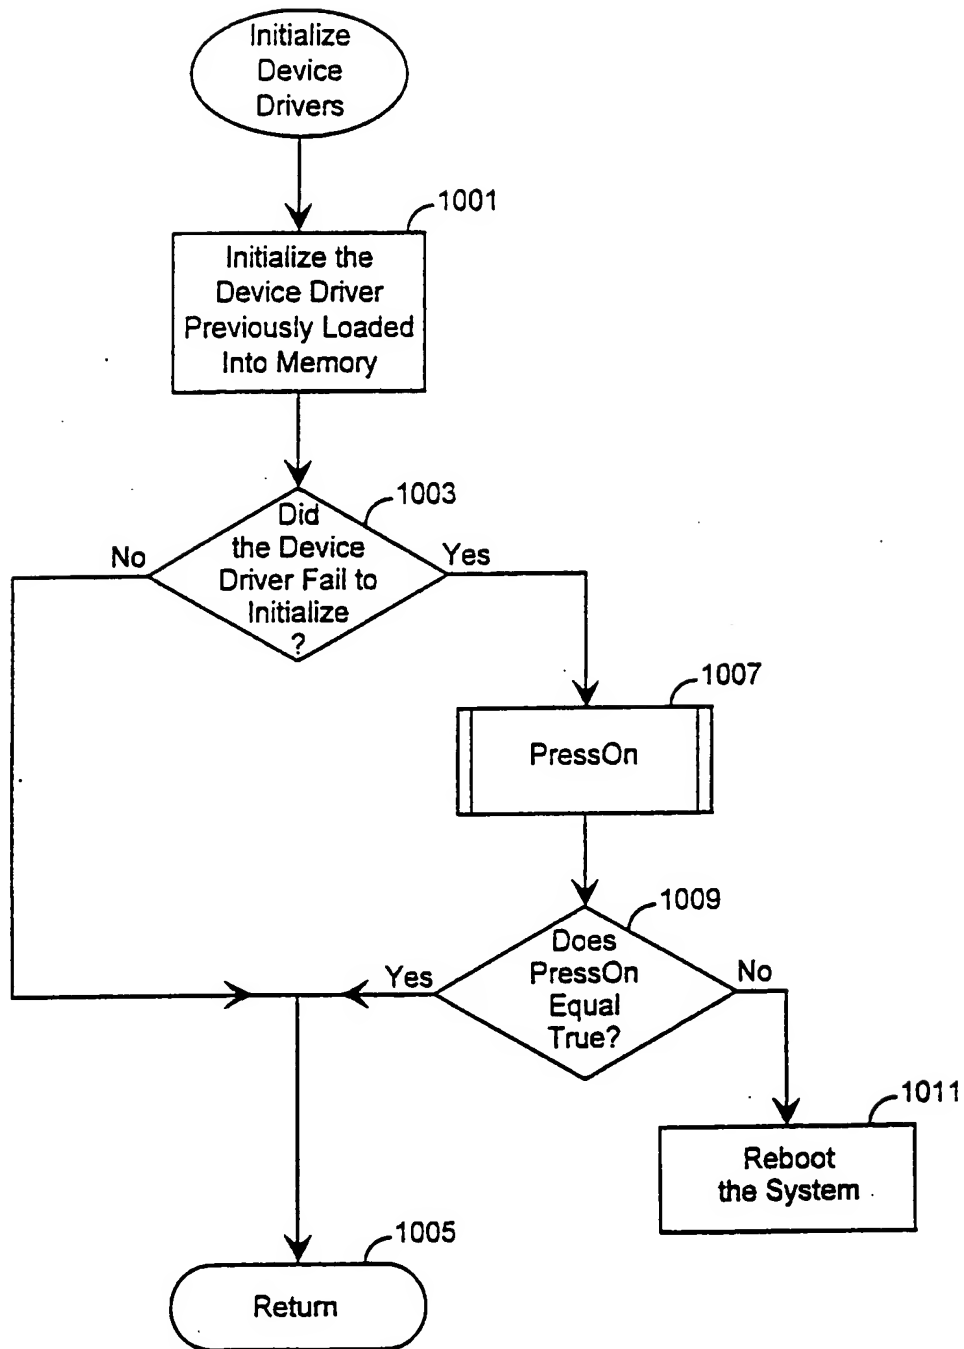 Initialize
Device
Drivers
1001
Initialize the
Device Driver
Previously Loaded
Into Memory
1003
Did
the Device
Driver Fail to
Initialize
?
No
Yes
1007
PressOn
1009
Does
PressOn
Equal
True?
Yes
No
1011
Reboot
the System
1005
Return